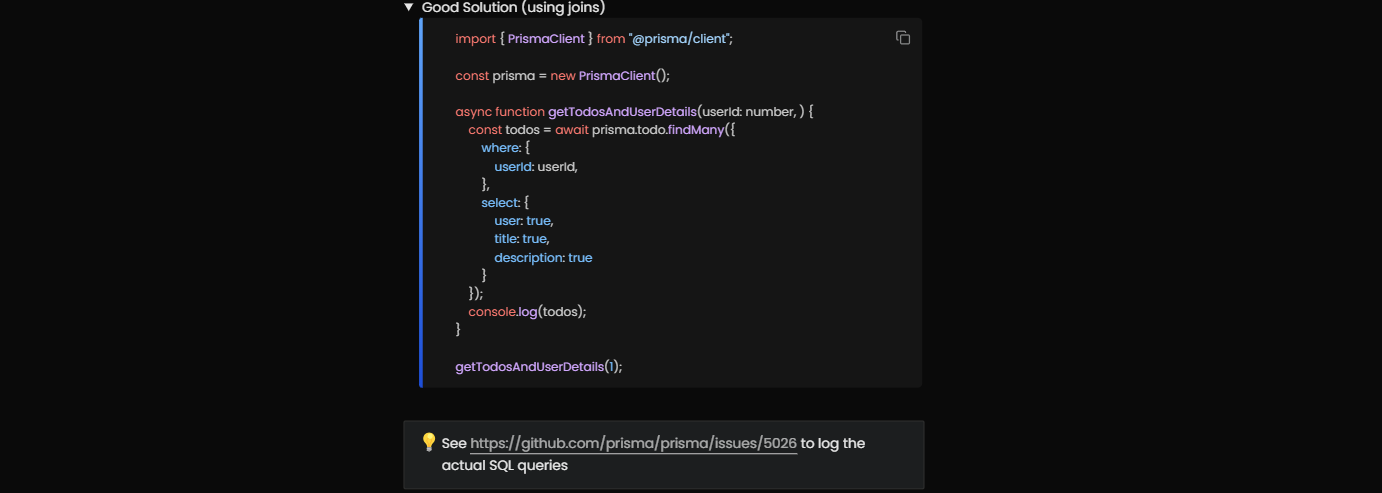 Good Solution (using joins)
import { PrismaClient } from "@prisma/client";
const prisma = new PrismaClient();
async function getTodosAndUserDetails(userId: number, ) {
const todos = await prisma.todo.findMany({
where: {
userId: userId,
},
select: {
user: true,
title: true,
description: true
}
});
console.log(todos);
}
getTodosAndUserDetails(1);
💡 See https://github.com/prisma/prisma/issues/5026 to log the
actual SQL queries